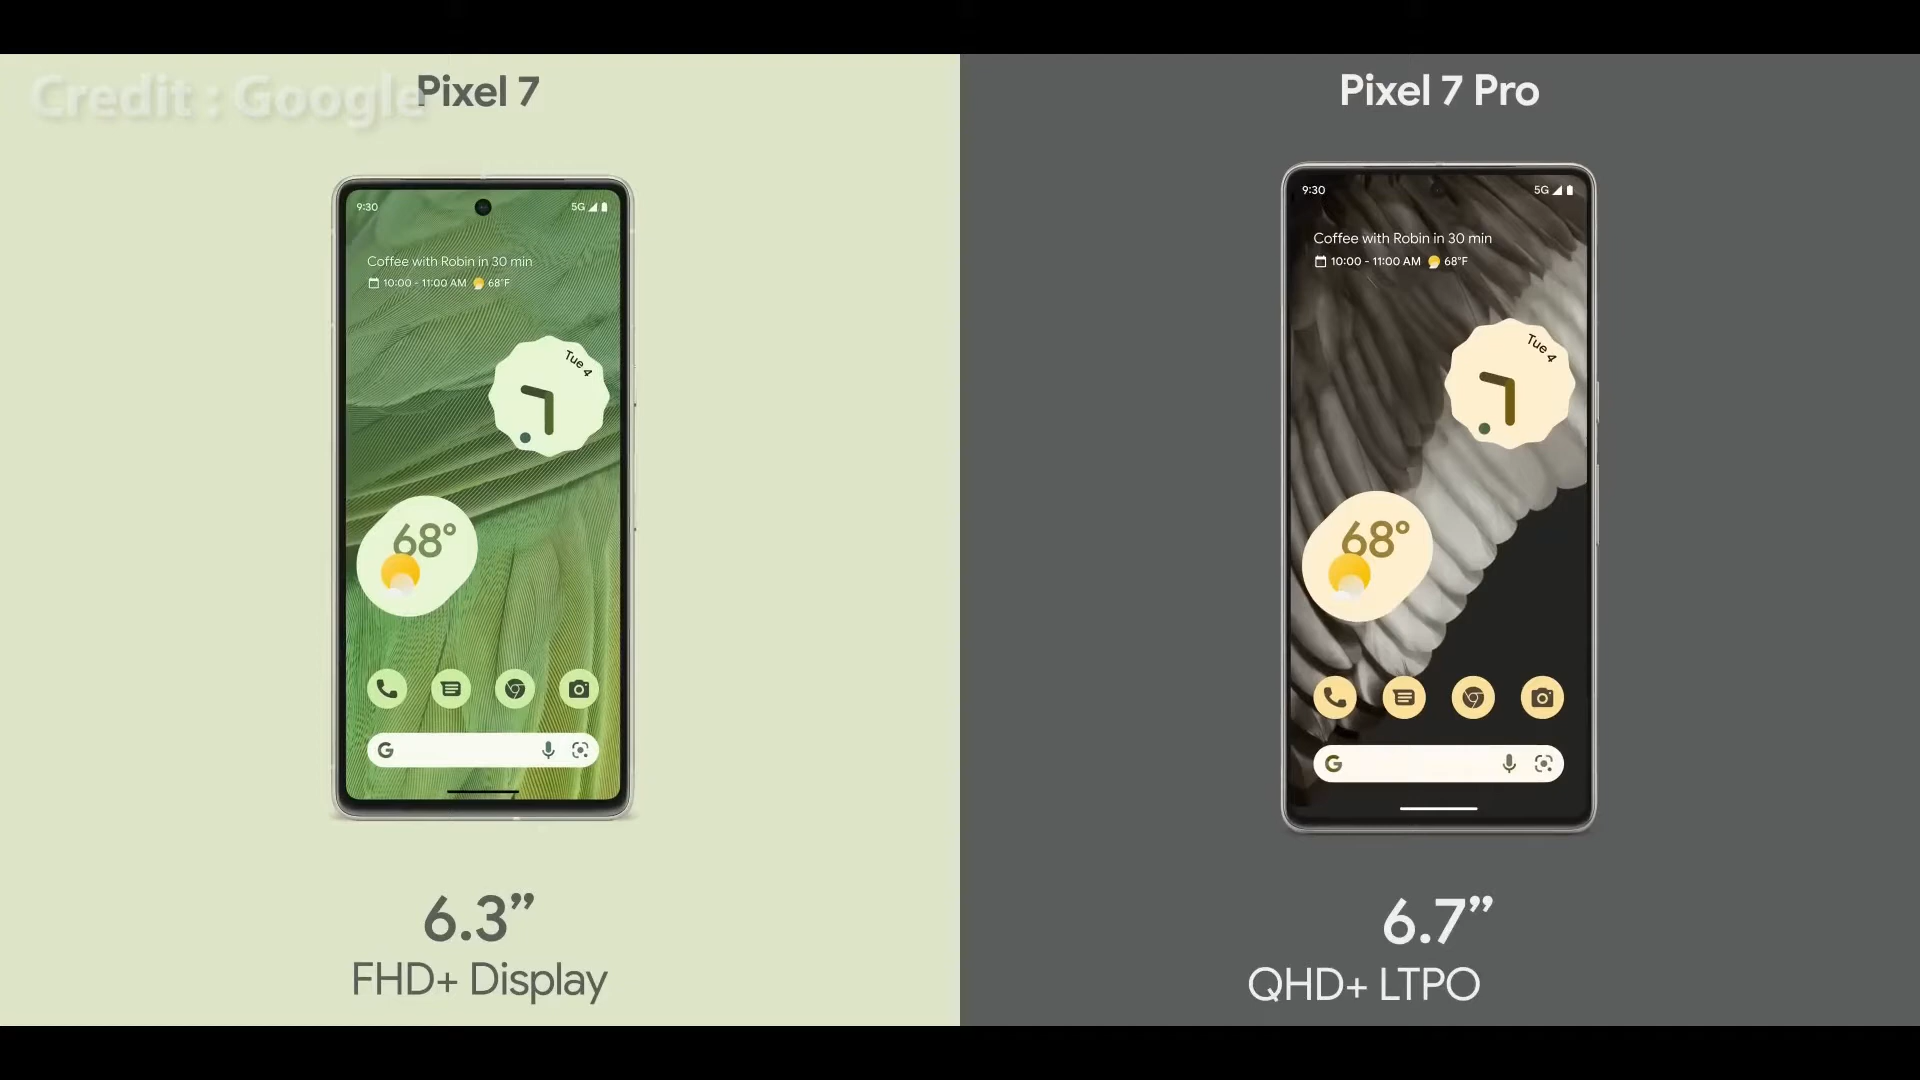 Credit : Google
Pixel 7
9:30
5G
Coffee with Robin in 30 min
10:00 - 11:00 AM 68°F
Tue 4
68°
G
6.3”
FHD+ Display
Pixel 7 Pro
9:30
5G
Coffee with Robin in 30 min
10:00 - 11:00 AM 68°F
Tue 4
68°
G
6.7”
QHD+ LTPO